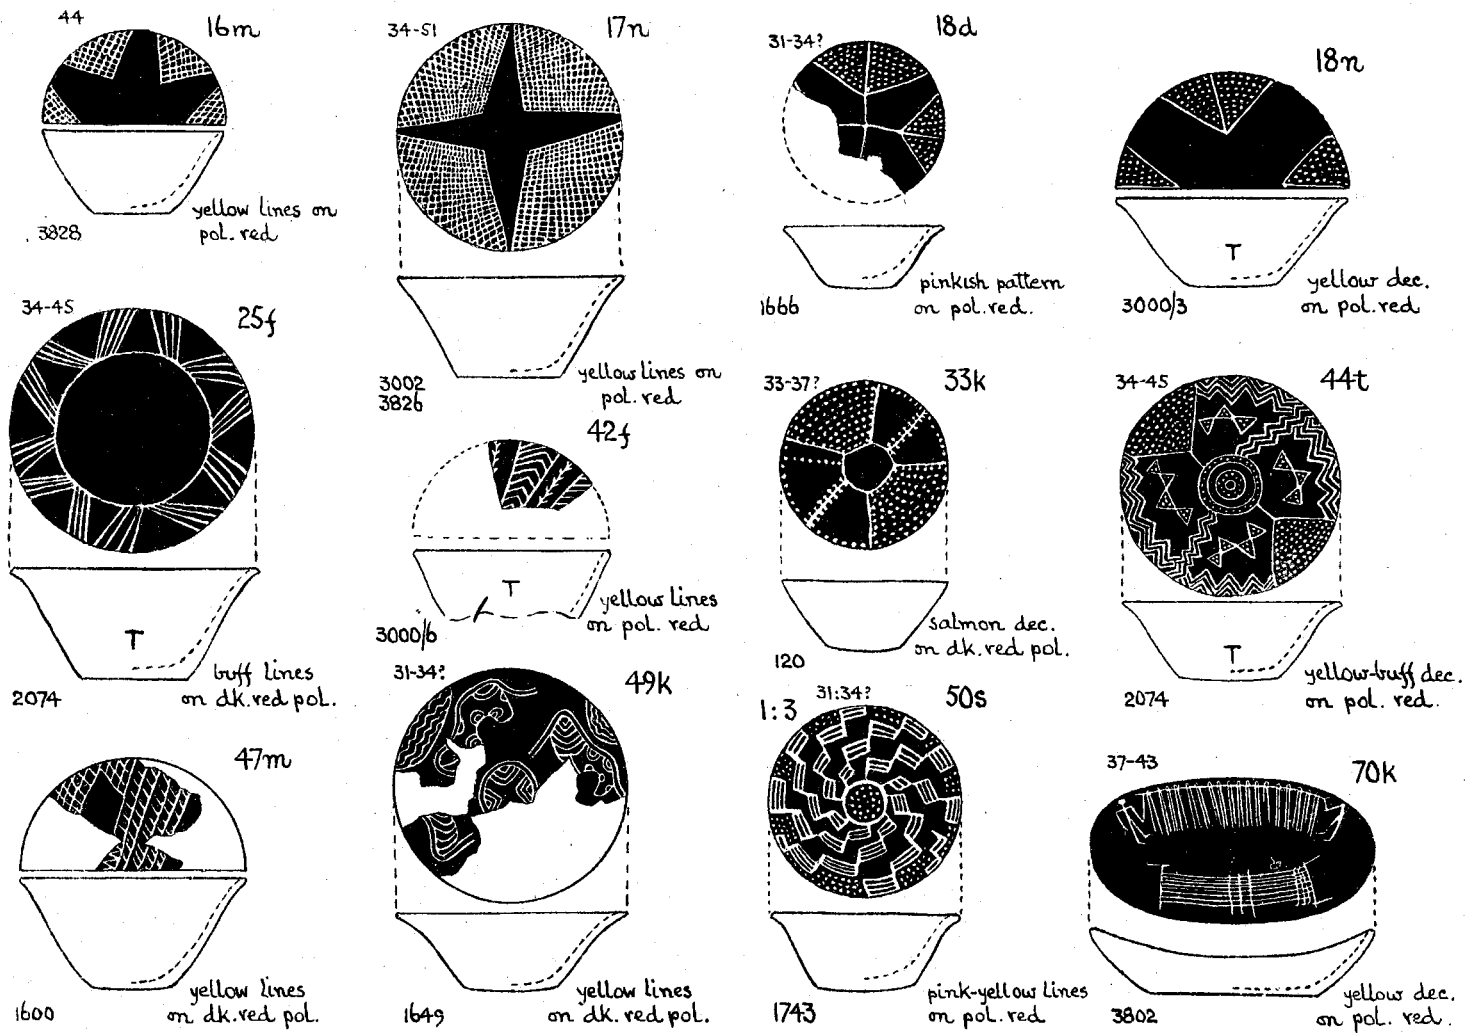 44
16m
3828
yellow lines on
pol. red
34-51
17n
3002
3826
yellow lines on
pol. red
31-34?
18d
1666
pinkish pattern
on pol. red.
18n
T
3000/3
yellow dec.
on pol. red
34-45
25f
T
2074
buff lines
on dk. red pol.
42f
T
3000/6
yellow lines
on pol. red
33-37?
33k
120
salmon dec.
on dk. red pol.
34-45
44t
T
2074
yellow-buff dec.
on pol. red.
47m
1600
yellow lines
on dk. red pol.
31-34?
49k
1649
yellow lines
on dk. red pol.
1:3
31:34?
50s
1743
pink-yellow lines
on pol. red
37-43
70k
3802
yellow dec.
on pol. red.